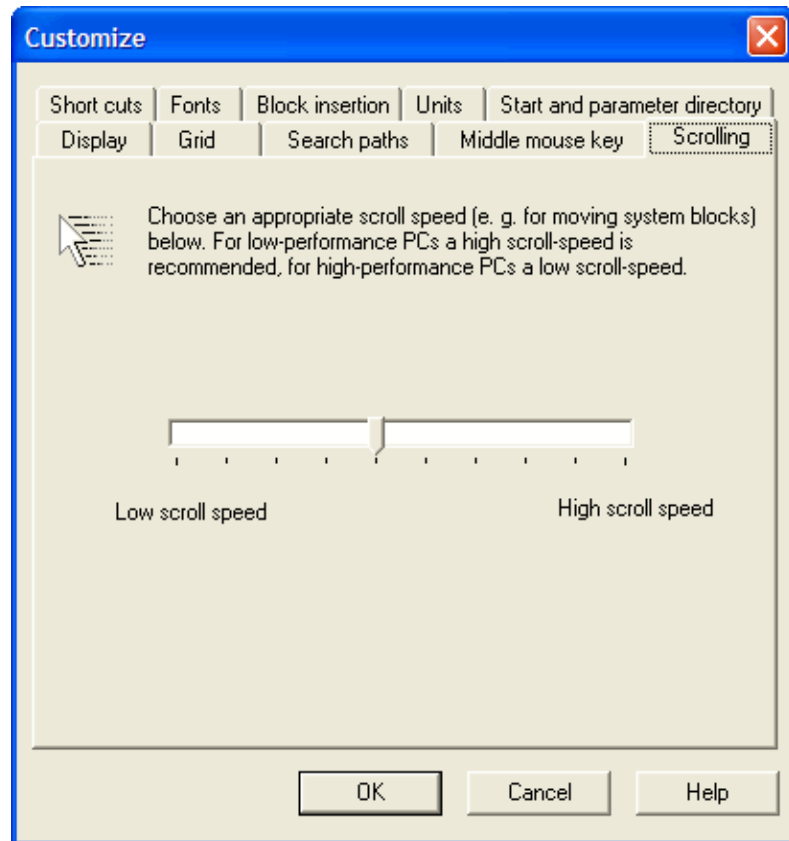 Customize
Short cuts Fonts Block insertion Units Start and parameter directory
Display Grid Search paths Middle mouse key Scrolling
Choose an appropriate scroll speed (e. g. for moving system blocks)
below. For low-performance PCs a high scroll-speed is
recommended, for high-performance PCs a low scroll-speed.
Low scroll speed High scroll speed
OK Cancel Help